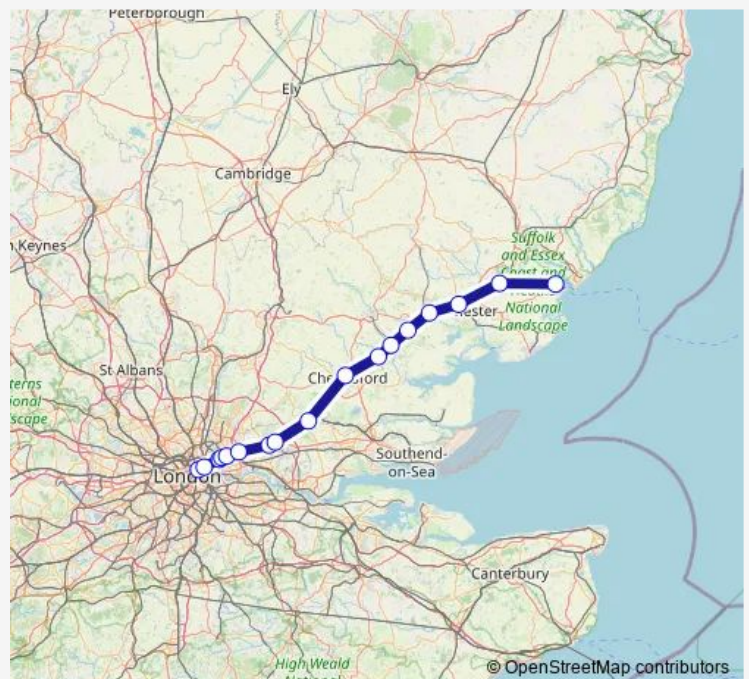 Peterborough
Ely
Cambridge
Keynes
Suffolk
and Essex
Coast and
National
Landscape
St Albans
London
Southend-
on-Sea
Canterbury
High Weald
© OpenStreetMap contributors